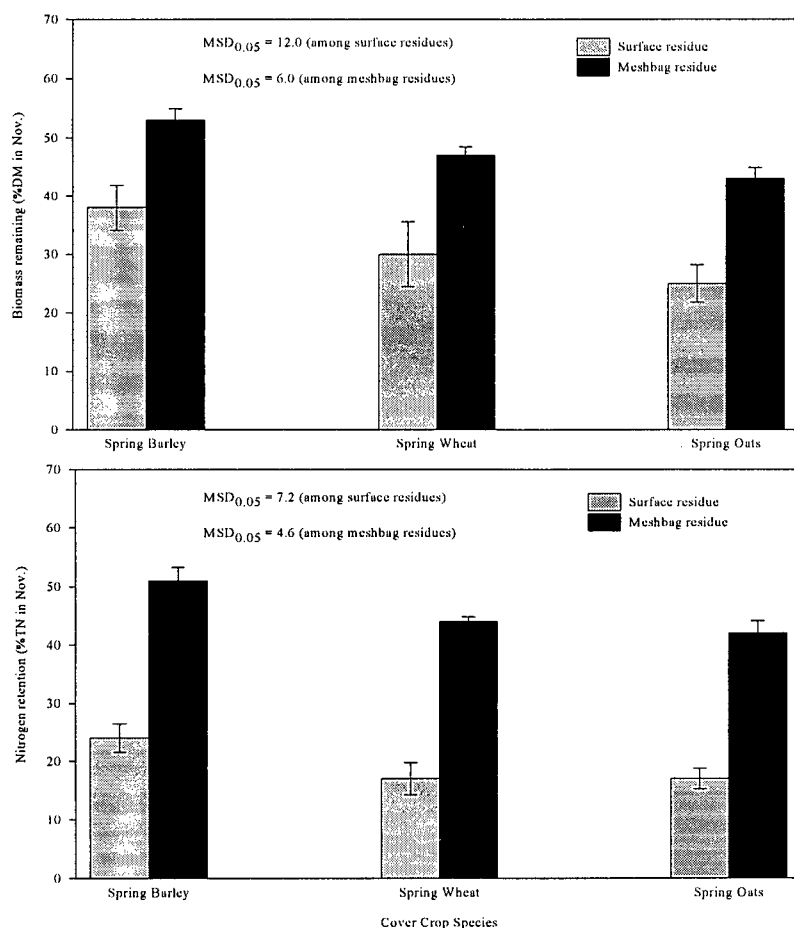 70
60
50
40
30
20
10
0
Biomass remaining (%DM in Nov.)
MSD0.05 = 12.0 (among surface residues)
MSD0.05 = 6.0 (among meshbag residues)
Surface residue
Meshbag residue
Spring Barley Spring Wheat Spring Oats
70
60
50
40
30
20
10
0
Nitrogen retention (%TN in Nov.)
MSD0.05 = 7.2 (among surface residues)
MSD0.05 = 4.6 (among meshbag residues)
Surface residue
Meshbag residue
Spring Barley Spring Wheat Spring Oats
Cover Crop Species